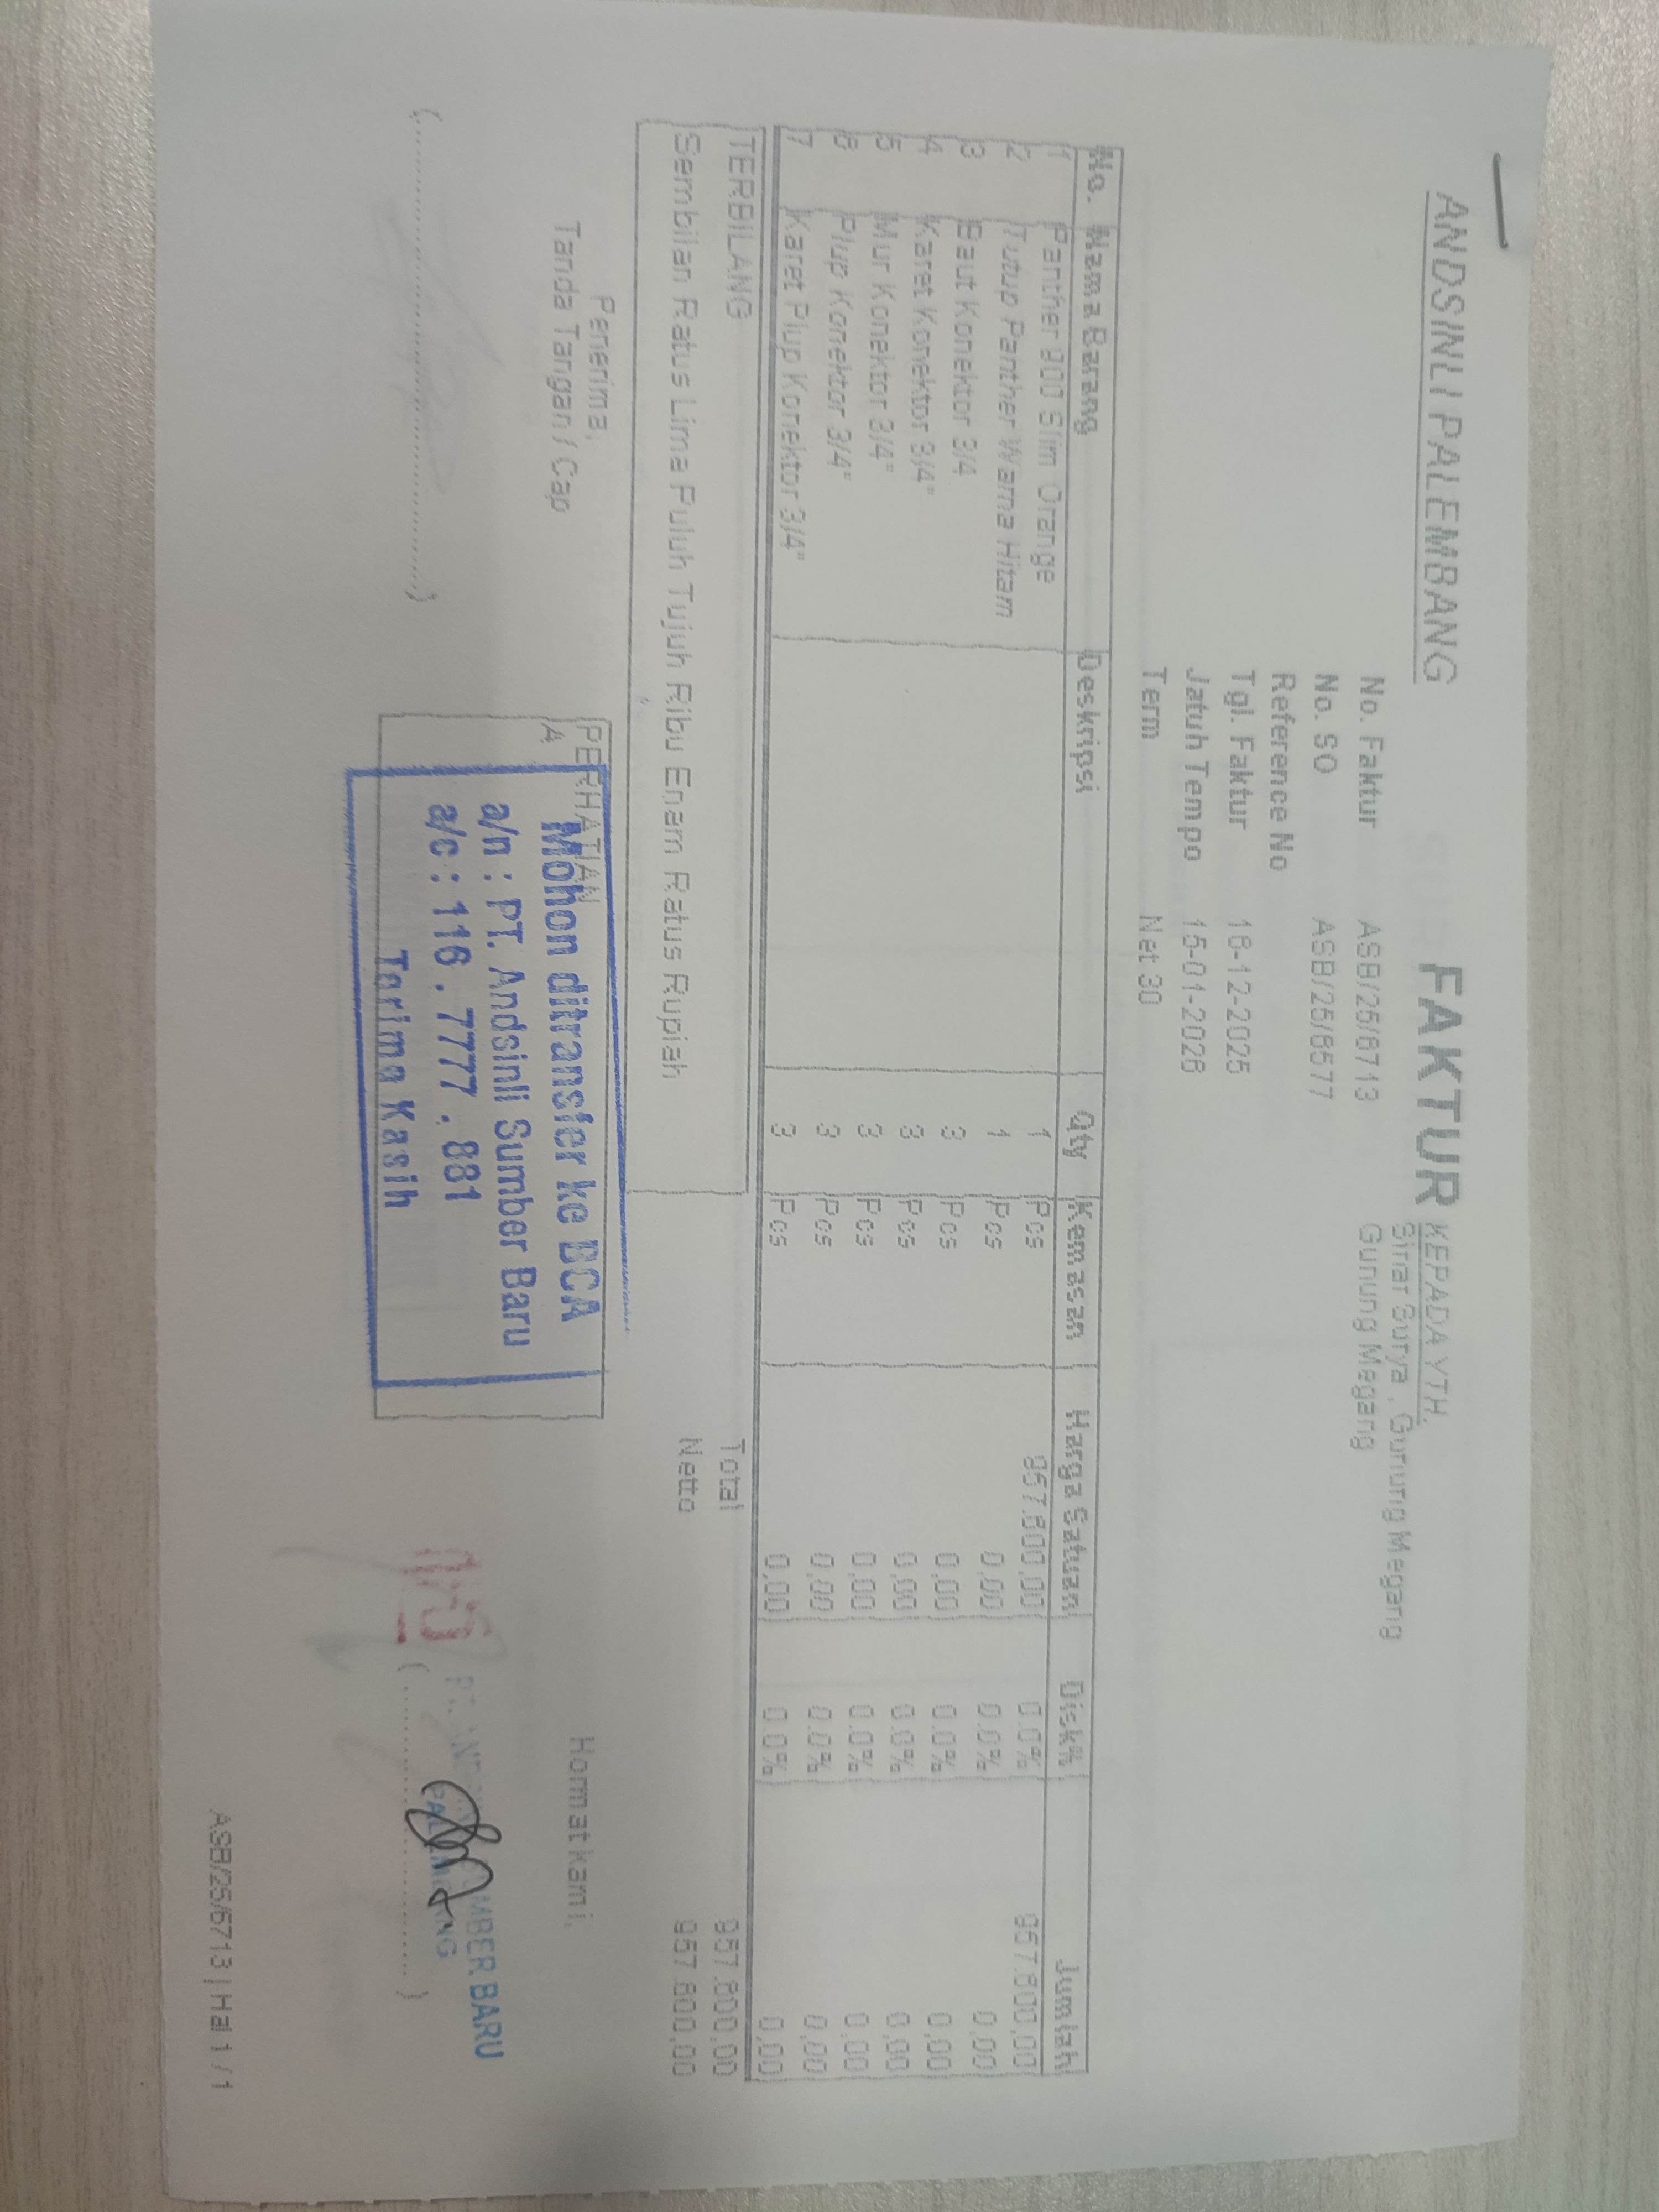 ANDSINLI PALEMBANG
FAKTUR
KEPADA YTH.
Sinar Surya , Gunung Megang
Gunung Megang
No. Faktur ASB/25/6713
No. SO ASB/25/6577
Reference No
Tgl. Faktur 16-12-2025
Jatuh Tempo 15-01-2026
Term Net 30
No. Nama Barang Deskripsi Qty Kemasan Harga Satuan Disk% Jumlah
1 Panther 800 Slim Orange 1 Pcs 957.600,00 0.0% 957.600,00
2 Tutup Panther Warna Hitam 1 Pcs 0,00 0.0% 0,00
3 Baut Konektor 3/4 3 Pcs 0,00 0.0% 0,00
4 Karet Konektor 3/4" 3 Pcs 0,00 0.0% 0,00
5 Mur Konektor 3/4" 3 Pcs 0,00 0.0% 0,00
6 Plup Konektor 3/4" 3 Pcs 0,00 0.0% 0,00
7 Karet Plup Konektor 3/4" 3 Pcs 0,00 0.0% 0,00
TERBILANG
Sembilan Ratus Lima Puluh Tujuh Ribu Enam Ratus Rupiah
Total 957.600,00
Netto 957.600,00
Penerima,
Tanda Tangan / Cap
PERHATIAN
A
Mohon ditransfer ke BCA
a/n : PT. Andsinli Sumber Baru
a/c : 116 . 7777 . 881
Terima Kasih
Hormat kami,
BARU
ASB/25/6713 | Hal 1 / 1